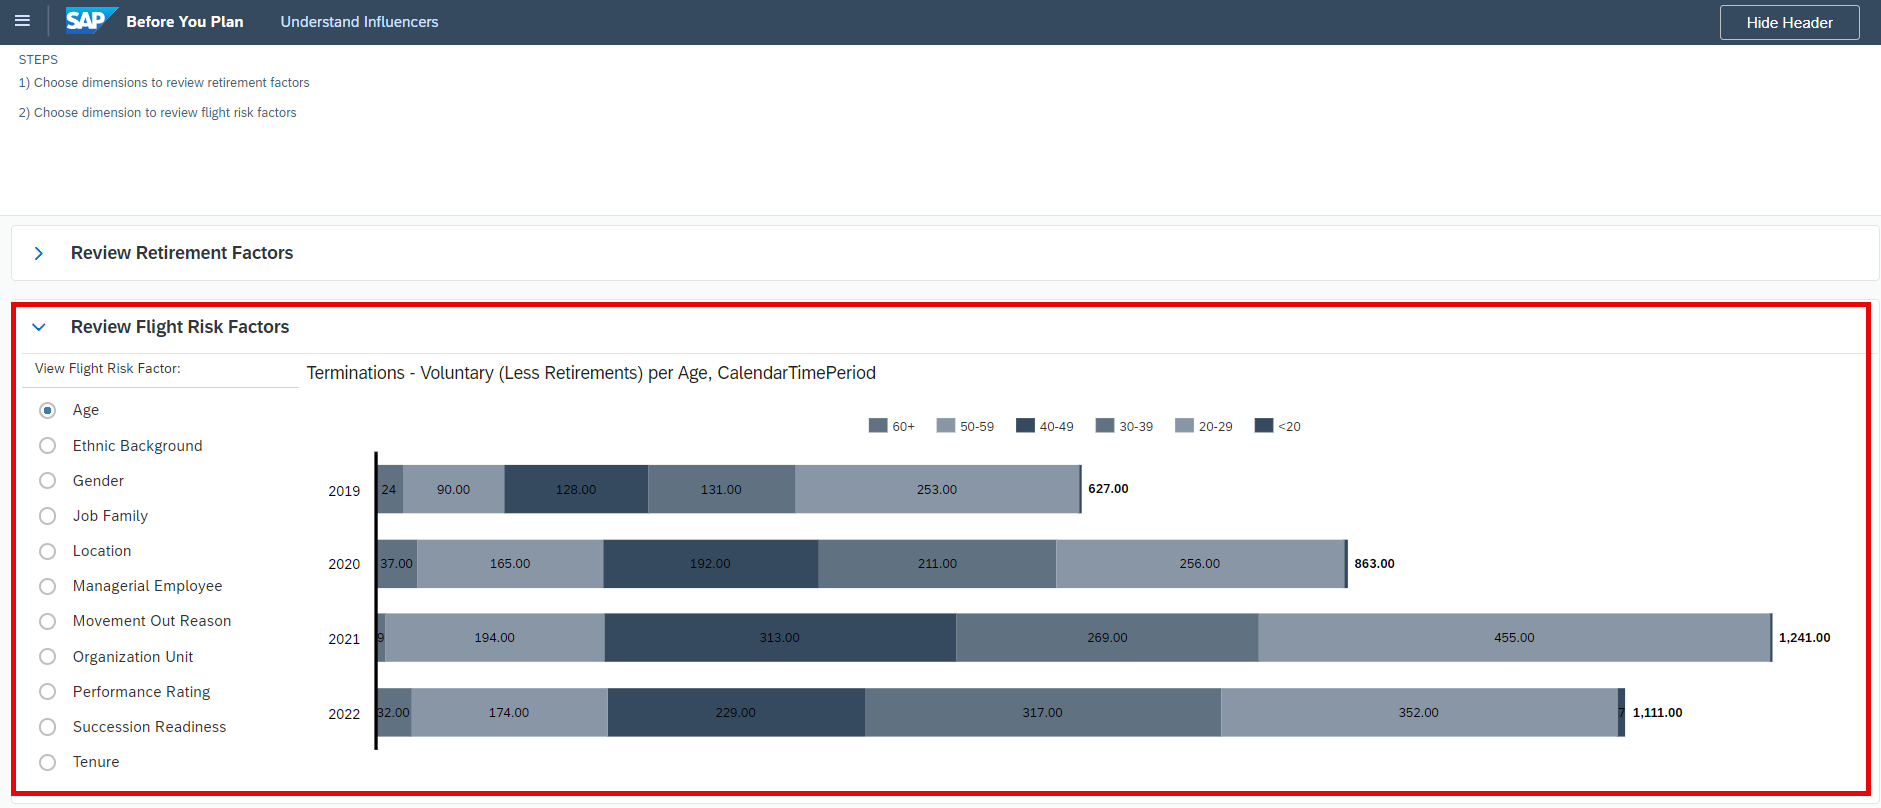 SAP Before You Plan Understand Influencers Hide Header
STEPS
1) Choose dimensions to review retirement factors
2) Choose dimension to review flight risk factors
Review Retirement Factors
Review Flight Risk Factors
View Flight Risk Factor:
Age
Ethnic Background
Gender
Job Family
Location
Managerial Employee
Movement Out Reason
Organization Unit
Performance Rating
Succession Readiness
Tenure
Terminations - Voluntary (Less Retirements) per Age, CalendarTimePeriod
60+ 50-59 40-49 30-39 20-29 <20
2019 24 90.00 128.00 131.00 253.00 627.00
2020 37.00 165.00 192.00 211.00 256.00 863.00
2021 9 194.00 313.00 269.00 455.00 1,241.00
2022 32.00 174.00 229.00 317.00 352.00 7 1,111.00